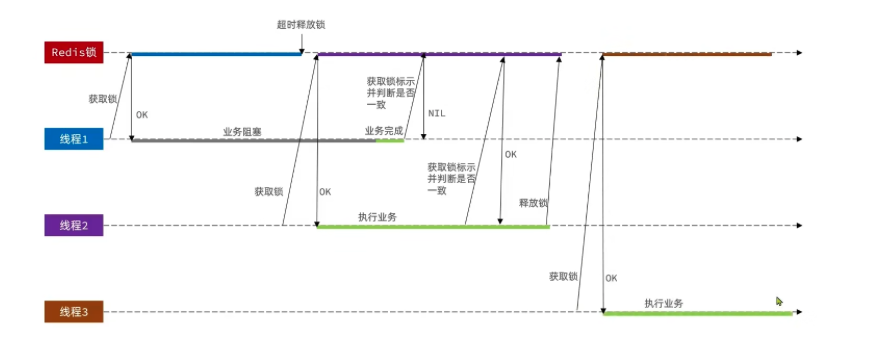 超时释放锁
Redis锁
获取锁
OK
获取锁标示
并判断是否
一致
NIL
线程1
业务阻塞
业务完成
获取锁标示
并判断是否
一致
OK
获取锁
OK
释放锁
线程2
执行业务
获取锁
OK
线程3
执行业务